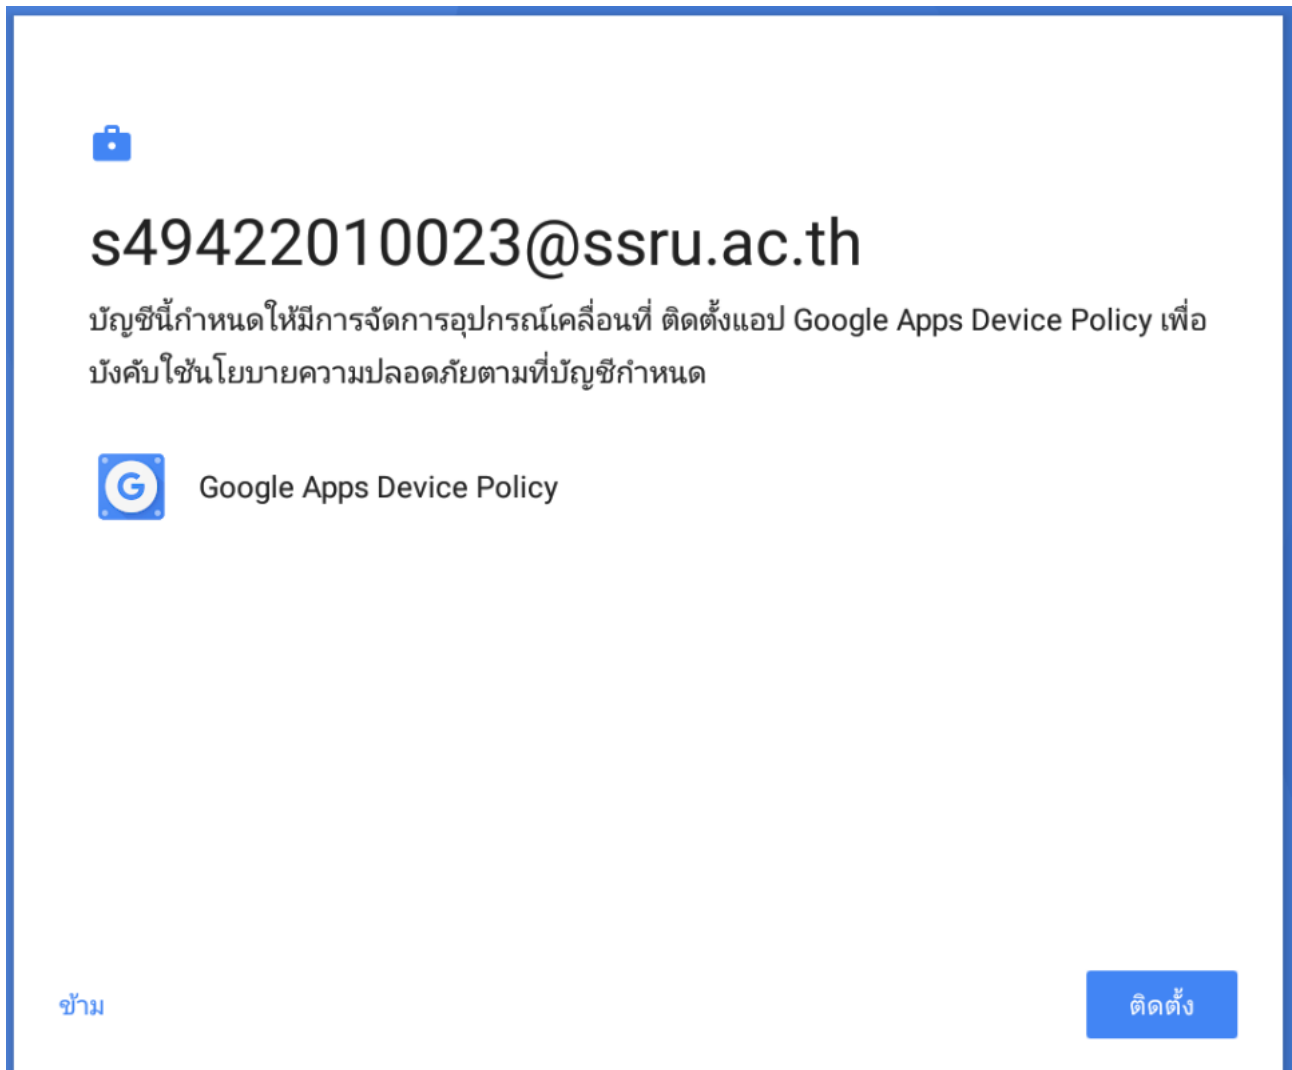 s49422010023@ssru.ac.th
บัญชีนี้กำหนดให้มีการจัดการอุปกรณ์เคลื่อนที่ ติดตั้งแอป Google Apps Device Policy เพื่อ
บังคับใช้นโยบายความปลอดภัยตามที่บัญชีกำหนด
Google Apps Device Policy
ข้าม
ติดตั้ง